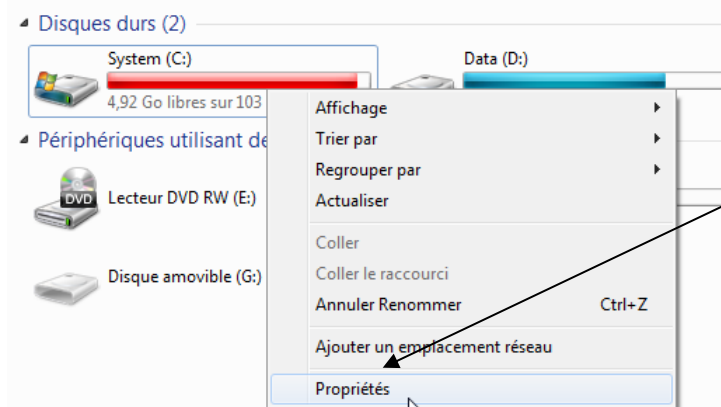 Disques durs (2)
System (C:)
Data (D:)
4,92 Go libres sur 103
Périphériques utilisant de
DVD
Lecteur DVD RW (E:)
Disque amovible (G:)
Affichage
Trier par
Regrouper par
Actualiser
Coller
Coller le raccourci
Annuler Renommer Ctrl+Z
Ajouter un emplacement réseau
Propriétés